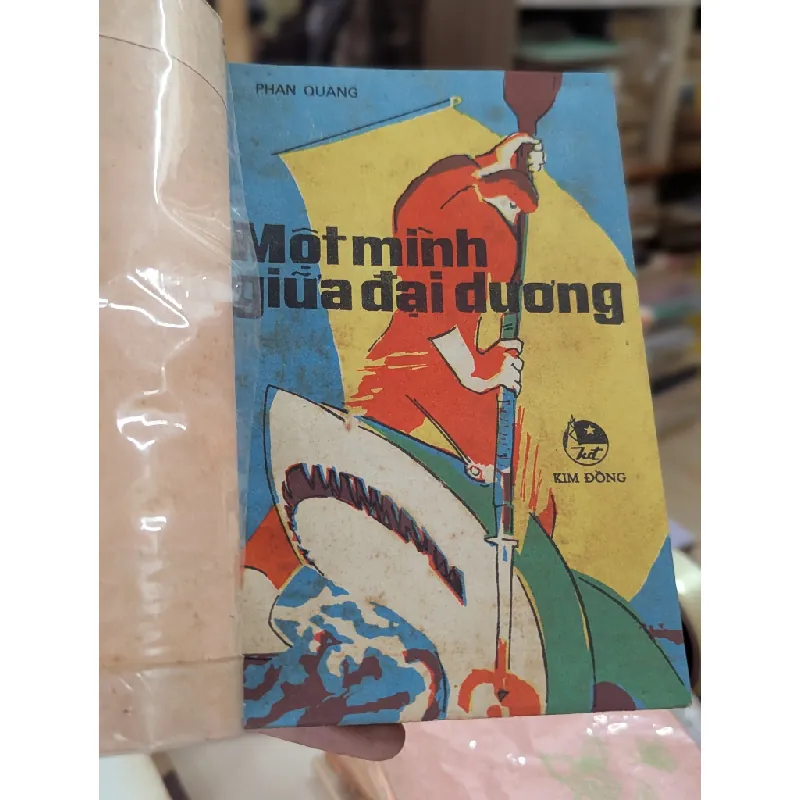 PHAN QUANG
Một mình
giữa đại dương
KIM ĐỒNG